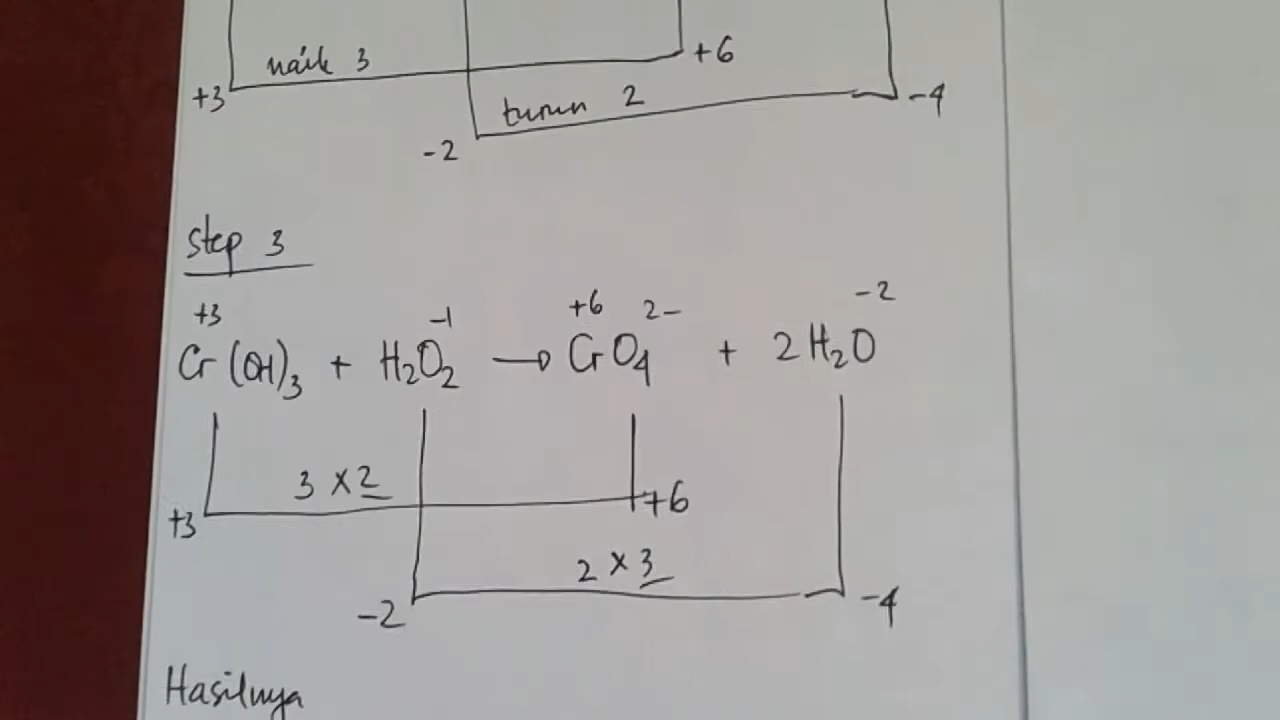 naik 3
+6
+3
turun 2
-4
-2
step 3
+3 -1 +6 2- -2
Cr(OH)3 + H2O2 → CrO4 + 2H2O
3 x 2
+3
+6
2 x 3
-2
-4
Hasilnya